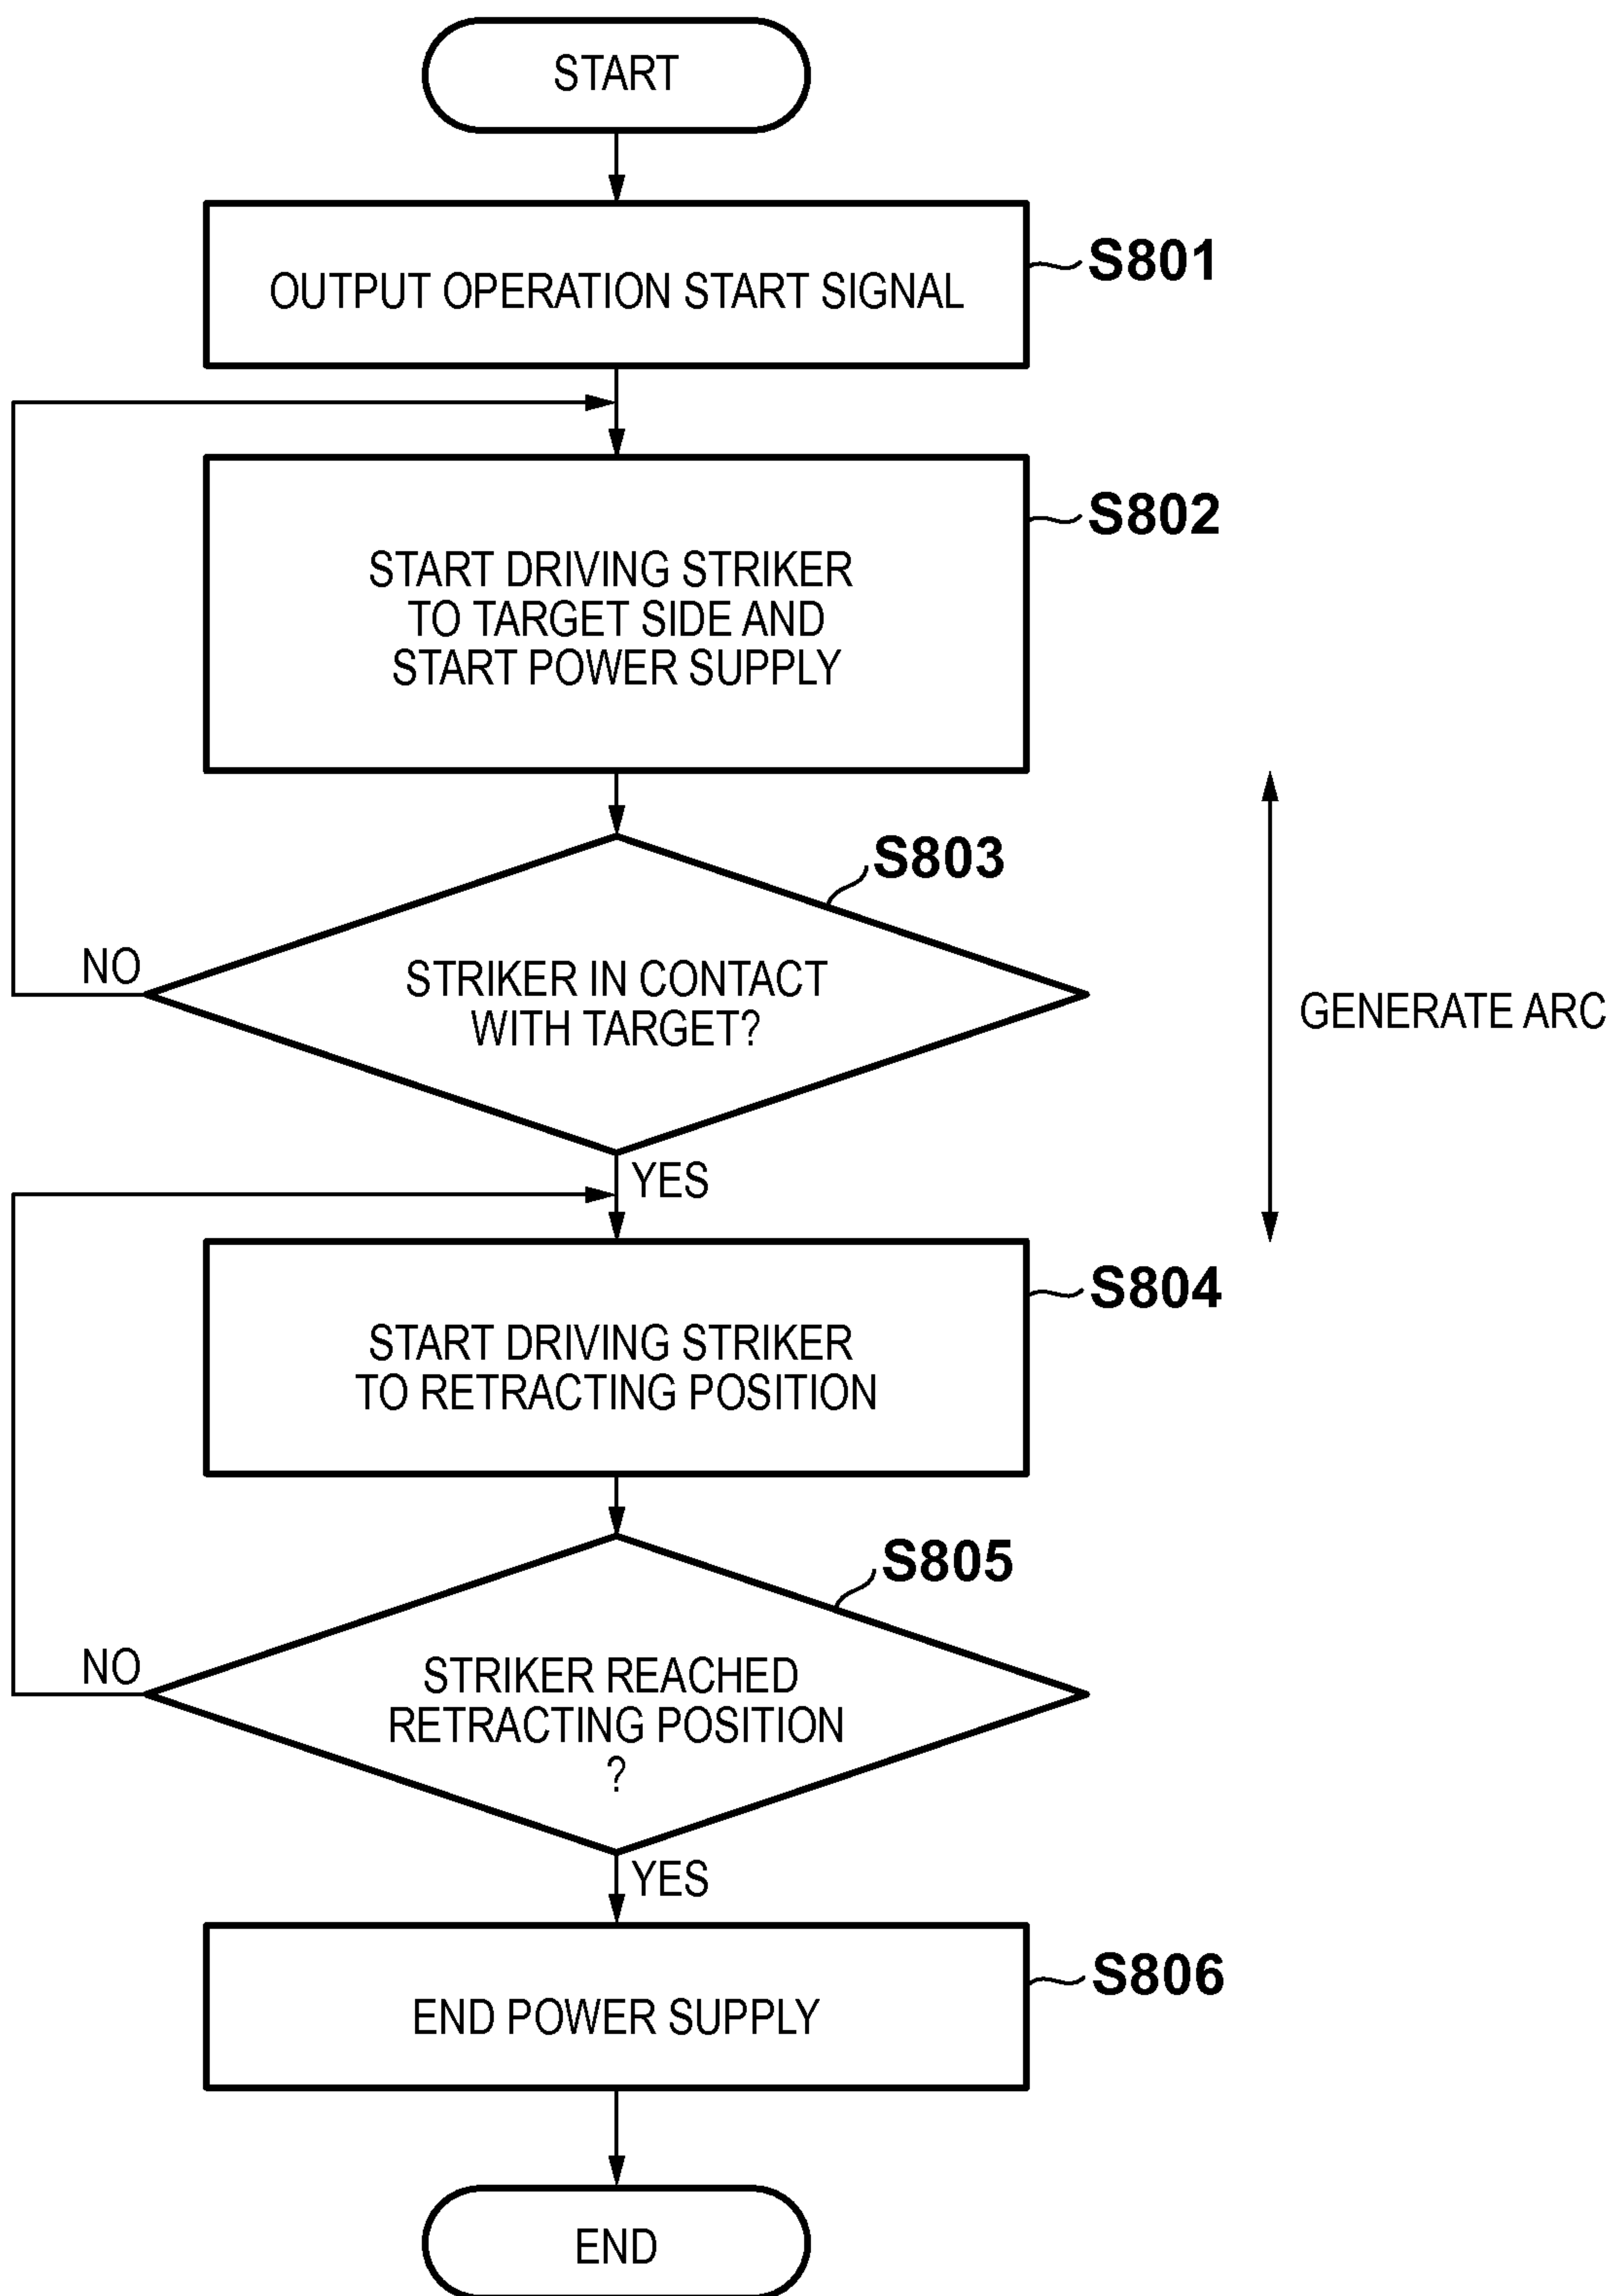 START
OUTPUT OPERATION START SIGNAL
S801
START DRIVING STRIKER
TO TARGET SIDE AND
START POWER SUPPLY
S802
S803
STRIKER IN CONTACT
WITH TARGET?
NO
GENERATE ARC
YES
START DRIVING STRIKER
TO RETRACTING POSITION
S804
S805
STRIKER REACHED
RETRACTING POSITION
?
NO
YES
END POWER SUPPLY
S806
END